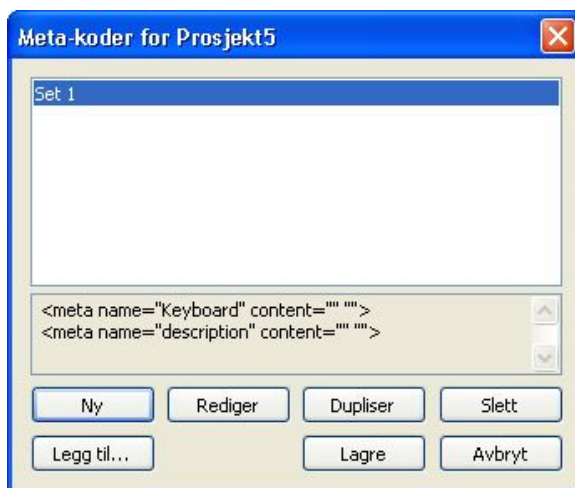 Meta-koder for Prosjekt5
Set 1
<meta name="Keyboard" content="" "">
<meta name="description" content="" "">
Ny Rediger Dupliser Slett
Legg til... Lagre Avbryt